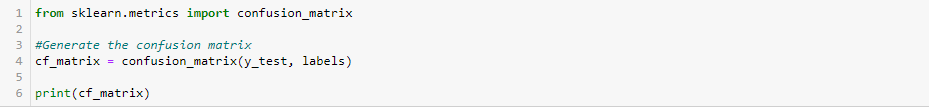 1 from sklearn.metrics import confusion_matrix
2
3 #Generate the confusion matrix
4 cf_matrix = confusion_matrix(y_test, labels)
5
6 print(cf_matrix)